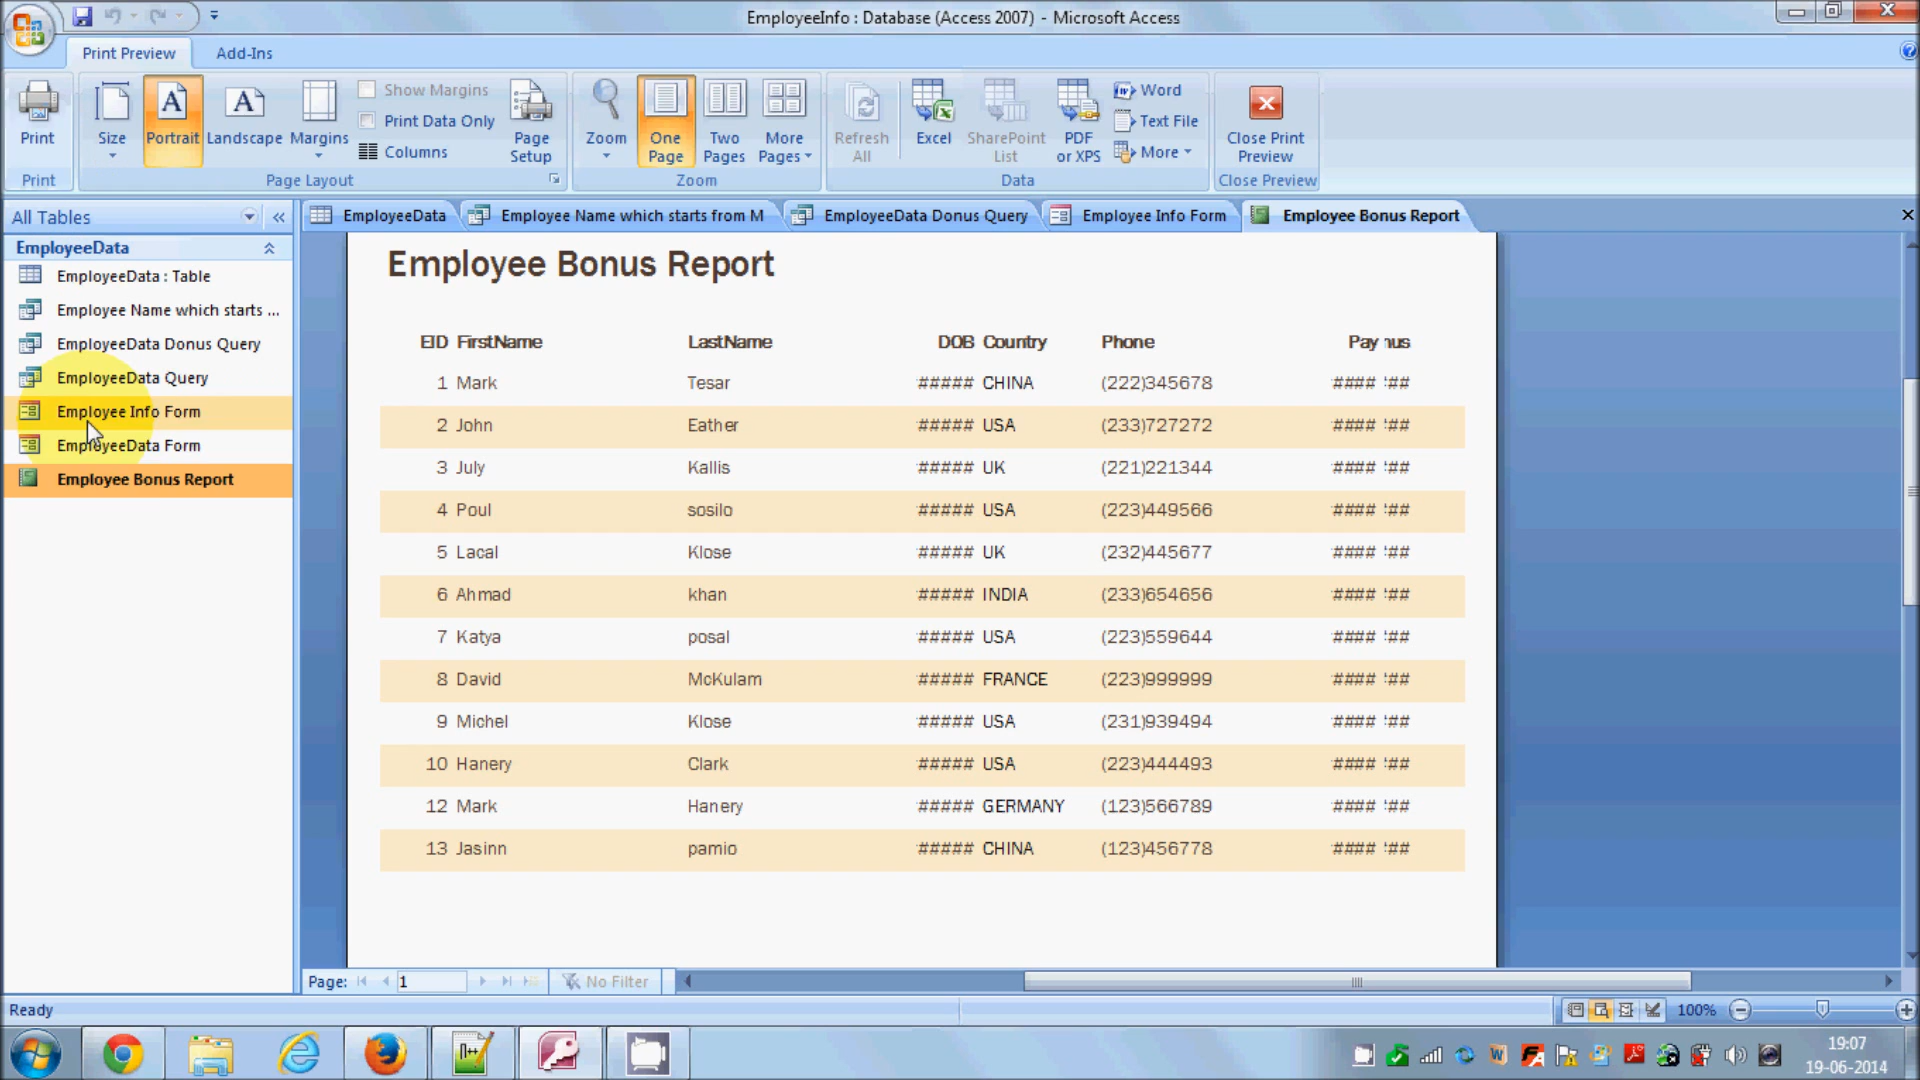 EmployeeInfo : Database (Access 2007) - Microsoft Access
Print Preview Add-Ins
Print
Size
Portrait
Landscape
Margins
Show Margins
Print Data Only
Columns
Page Setup
Zoom
One Page
Two Pages
More Pages
Refresh All
Excel
SharePoint List
PDF or XPS
Word
Text File
More
Close Print Preview
Print Page Layout Zoom Data Close Preview
All Tables
EmployeeData Employee Name which starts from M EmployeeData Donus Query Employee Info Form Employee Bonus Report
EmployeeData
EmployeeData : Table
Employee Name which starts ...
EmployeeData Donus Query
EmployeeData Query
Employee Info Form
EmployeeData Form
Employee Bonus Report
Employee Bonus Report
EID FirstName LastName DOB Country Phone Pay nus
1 Mark Tesar ##### CHINA (222)345678 #### ##
2 John Eather ##### USA (233)727272 #### ##
3 July Kallis ##### UK (221)221344 #### ##
4 Poul sosilo ##### USA (223)449566 #### ##
5 Lacal Klose ##### UK (232)445677 #### ##
6 Ahmad khan ##### INDIA (233)654656 #### ##
7 Katya posal ##### USA (223)559644 #### ##
8 David McKulam ##### FRANCE (223)999999 #### ##
9 Michel Klose ##### USA (231)939494 #### ##
10 Hanery Clark ##### USA (223)444493 #### ##
12 Mark Hanery ##### GERMANY (123)566789 #### ##
13 Jasinn pamio ##### CHINA (123)456778 #### ##
Page: 1 No Filter
Ready 100%
19:07
19-06-2014